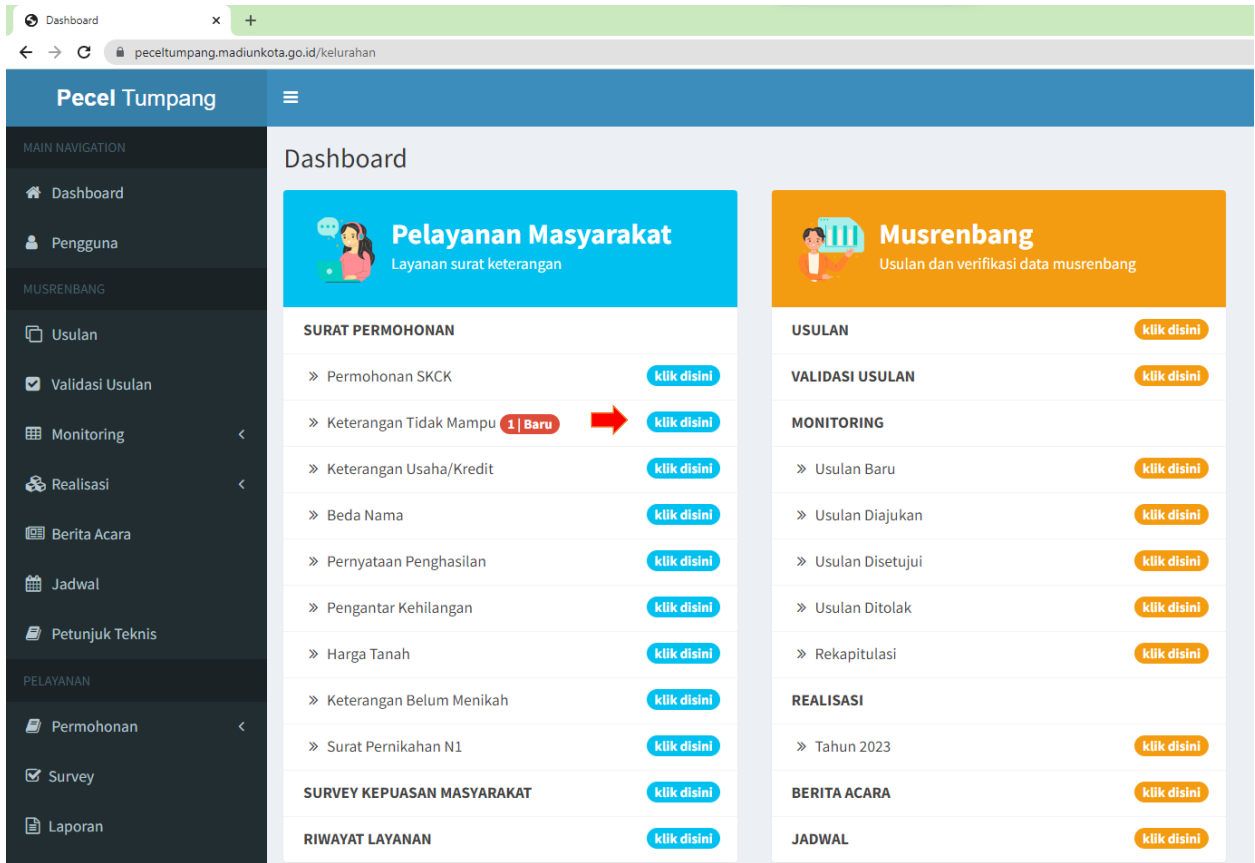 Dashboard
peceltumpang.madiunkota.go.id/kelurahan
Pecel Tumpang
MAIN NAVIGATION
Dashboard
Pengguna
MUSRENBANG
Usulan
Validasi Usulan
Monitoring
Realisasi
Berita Acara
Jadwal
Petunjuk Teknis
PELAYANAN
Permohonan
Survey
Laporan
Dashboard
Pelayanan Masyarakat
Layanan surat keterangan
SURAT PERMOHONAN
» Permohonan SKCK klik disini
» Keterangan Tidak Mampu 1 | Baru klik disini
» Keterangan Usaha/Kredit klik disini
» Beda Nama klik disini
» Pernyataan Penghasilan klik disini
» Pengantar Kehilangan klik disini
» Harga Tanah klik disini
» Keterangan Belum Menikah klik disini
» Surat Pernikahan N1 klik disini
SURVEY KEPUASAN MASYARAKAT klik disini
RIWAYAT LAYANAN klik disini
Musrenbang
Usulan dan verifikasi data musrenbang
USULAN klik disini
VALIDASI USULAN klik disini
MONITORING
» Usulan Baru klik disini
» Usulan Diajukan klik disini
» Usulan Disetujui klik disini
» Usulan Ditolak klik disini
» Rekapitulasi klik disini
REALISASI
» Tahun 2023 klik disini
BERITA ACARA klik disini
JADWAL klik disini